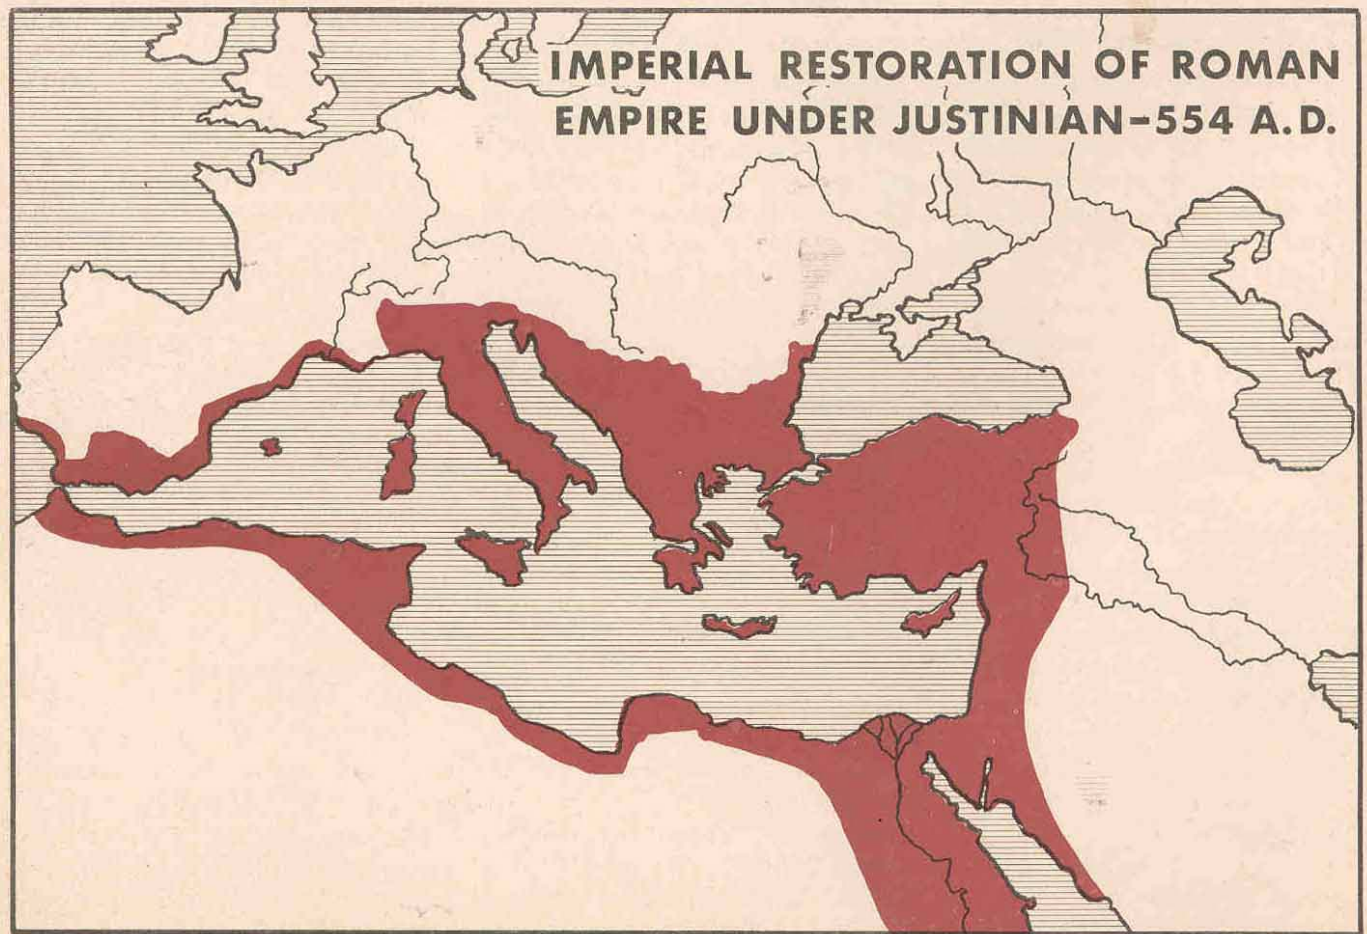 IMPERIAL RESTORATION OF ROMAN
EMPIRE UNDER JUSTINIAN-554 A.D.